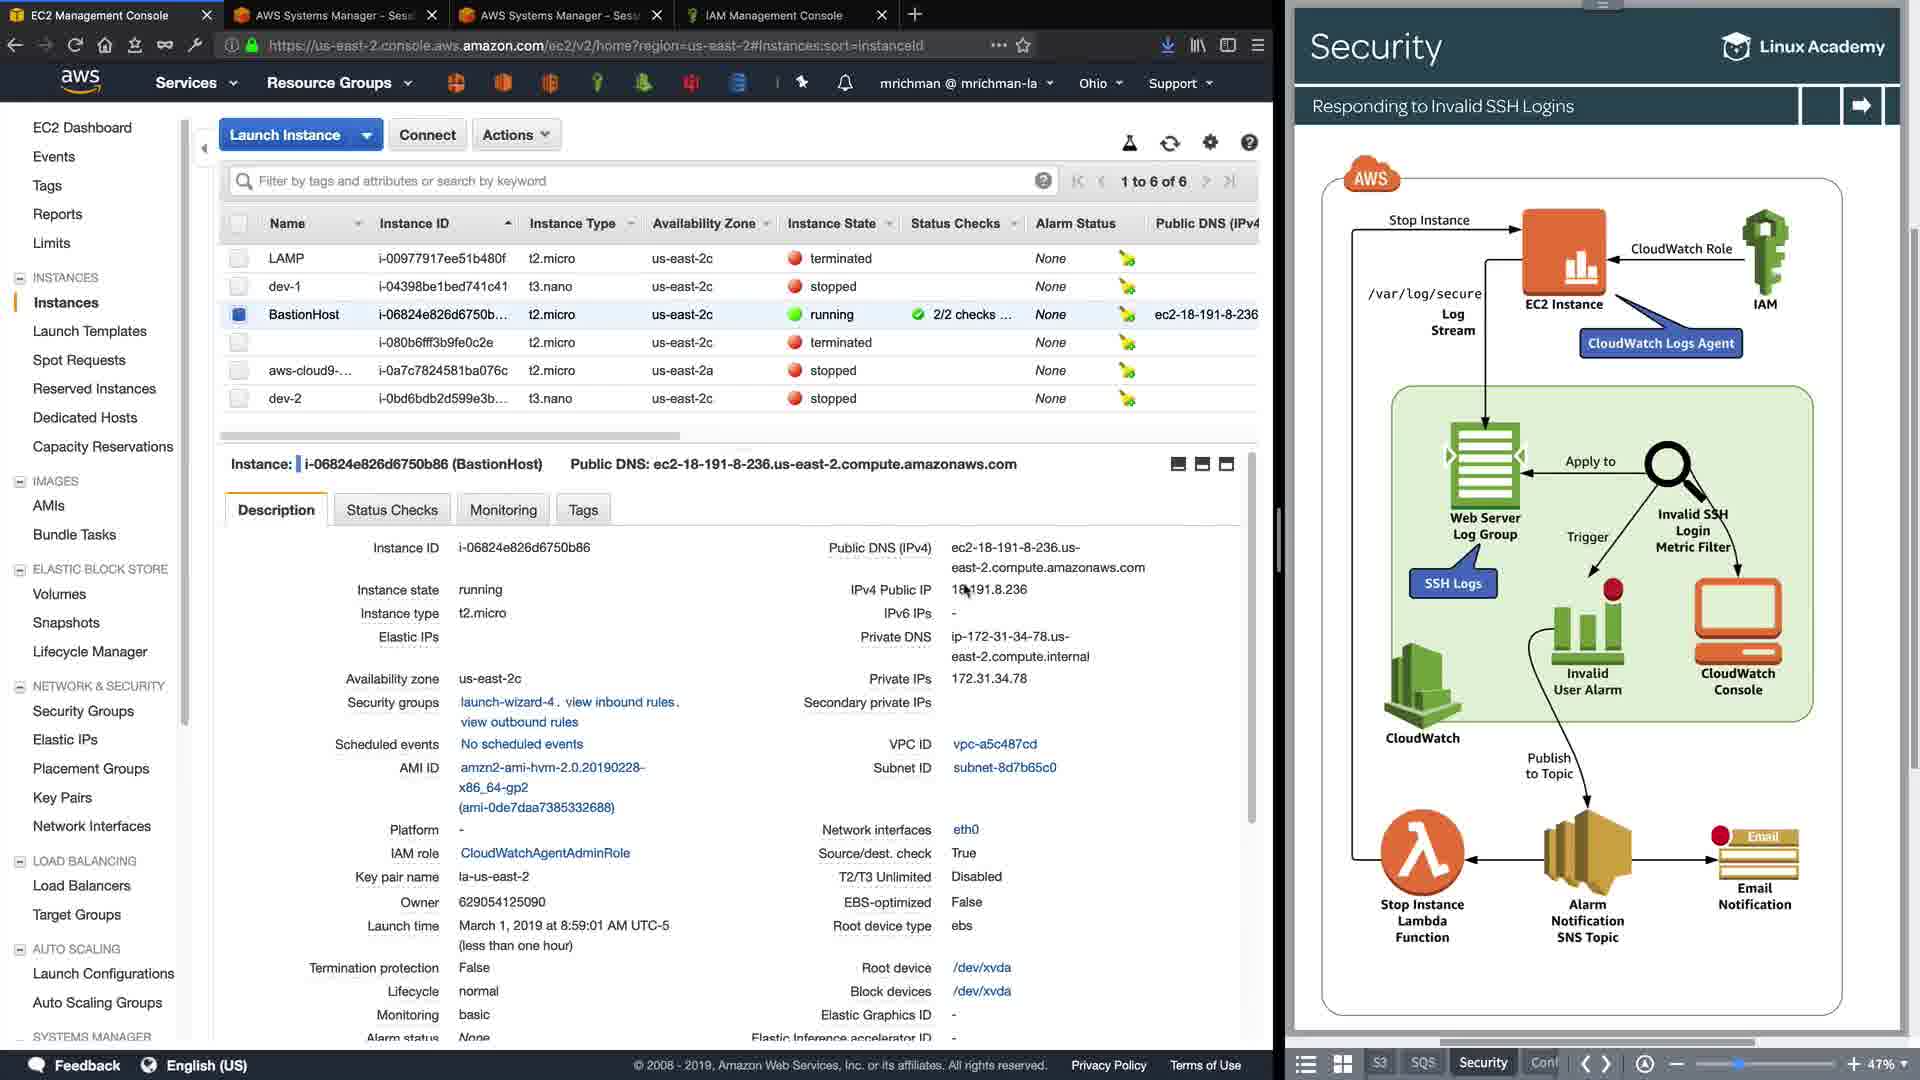 EC2 Management Console
AWS Systems Manager - Sess
AWS Systems Manager - Sess
IAM Management Console
https://us-east-2.console.aws.amazon.com/ec2/v2/home?region=us-east-2#Instances:sort=instanceId
aws
Services
Resource Groups
mrichman @ mrichman-la
Ohio
Support
EC2 Dashboard
Events
Tags
Reports
Limits
INSTANCES
Instances
Launch Templates
Spot Requests
Reserved Instances
Dedicated Hosts
Capacity Reservations
IMAGES
AMIs
Bundle Tasks
ELASTIC BLOCK STORE
Volumes
Snapshots
Lifecycle Manager
NETWORK & SECURITY
Security Groups
Elastic IPs
Placement Groups
Key Pairs
Network Interfaces
LOAD BALANCING
Load Balancers
Target Groups
AUTO SCALING
Launch Configurations
Auto Scaling Groups
SYSTEMS MANAGER
Launch Instance
Connect
Actions
Filter by tags and attributes or search by keyword
1 to 6 of 6
Name Instance ID Instance Type Availability Zone Instance State Status Checks Alarm Status Public DNS (IPv4
LAMP i-00977917ee51b480f t2.micro us-east-2c terminated None
dev-1 i-04398be1bed741c41 t3.nano us-east-2c stopped None
BastionHost i-06824e826d6750b... t2.micro us-east-2c running 2/2 checks ... None ec2-18-191-8-236
i-080b6fff3b9fe0c2e t2.micro us-east-2c terminated None
aws-cloud9-... i-0a7c7824581ba076c t2.micro us-east-2a stopped None
dev-2 i-0bd6bdb2d599e3b... t3.nano us-east-2c stopped None
Instance: i-06824e826d6750b86 (BastionHost) Public DNS: ec2-18-191-8-236.us-east-2.compute.amazonaws.com
Description
Status Checks
Monitoring
Tags
Instance ID i-06824e826d6750b86
Instance state running
Instance type t2.micro
Elastic IPs
Availability zone us-east-2c
Security groups launch-wizard-4. view inbound rules.
view outbound rules
Scheduled events No scheduled events
AMI ID amzn2-ami-hvm-2.0.20190228-
x86_64-gp2
(ami-0de7daa7385332688)
Platform -
IAM role CloudWatchAgentAdminRole
Key pair name la-us-east-2
Owner 629054125090
Launch time March 1, 2019 at 8:59:01 AM UTC-5
(less than one hour)
Termination protection False
Lifecycle normal
Monitoring basic
Alarm status None
Public DNS (IPv4) ec2-18-191-8-236.us-
east-2.compute.amazonaws.com
IPv4 Public IP 18.191.8.236
IPv6 IPs -
Private DNS ip-172-31-34-78.us-
east-2.compute.internal
Private IPs 172.31.34.78
Secondary private IPs
VPC ID vpc-a5c487cd
Subnet ID subnet-8d7b65c0
Network interfaces eth0
Source/dest. check True
T2/T3 Unlimited Disabled
EBS-optimized False
Root device type ebs
Root device /dev/xvda
Block devices /dev/xvda
Elastic Graphics ID -
Elastic Inference accelerator ID -
Feedback
English (US)
© 2008 - 2019, Amazon Web Services, Inc. or its affiliates. All rights reserved.
Privacy Policy
Terms of Use
Security
Linux Academy
Responding to Invalid SSH Logins
AWS
Stop Instance
CloudWatch Role
EC2 Instance
IAM
/var/log/secure
Log
Stream
CloudWatch Logs Agent
Apply to
Web Server
Log Group
Invalid SSH
Login
Metric Filter
Trigger
SSH Logs
Invalid
User Alarm
CloudWatch
Console
CloudWatch
Publish
to Topic
Email
Stop Instance
Lambda
Function
Alarm
Notification
SNS Topic
Email
Notification
S3
SQS
Security
Conf
47%